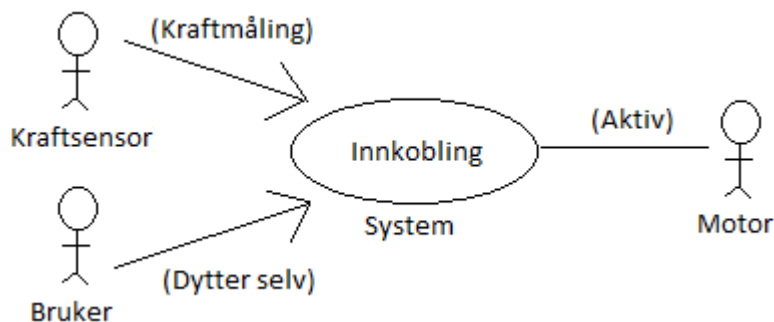 (Kraftmåling)
Kraftsensor
(Aktiv)
Innkobling
System
Motor
(Dytter selv)
Bruker